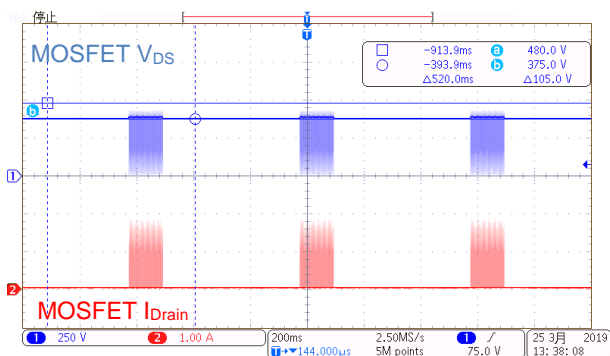 停止
T
T
MOSFET VDS
□ -913.9ms a 480.0 V
○ -393.9ms b 375.0 V
Δ520.0ms Δ105.0 V
b
1
2
MOSFET IDrain
1 250 V 2 1.00 A 200ms 2.50MS/s 1 75.0 V 25 3月 2019
T→▼144.000µs 5M points 13:38:08